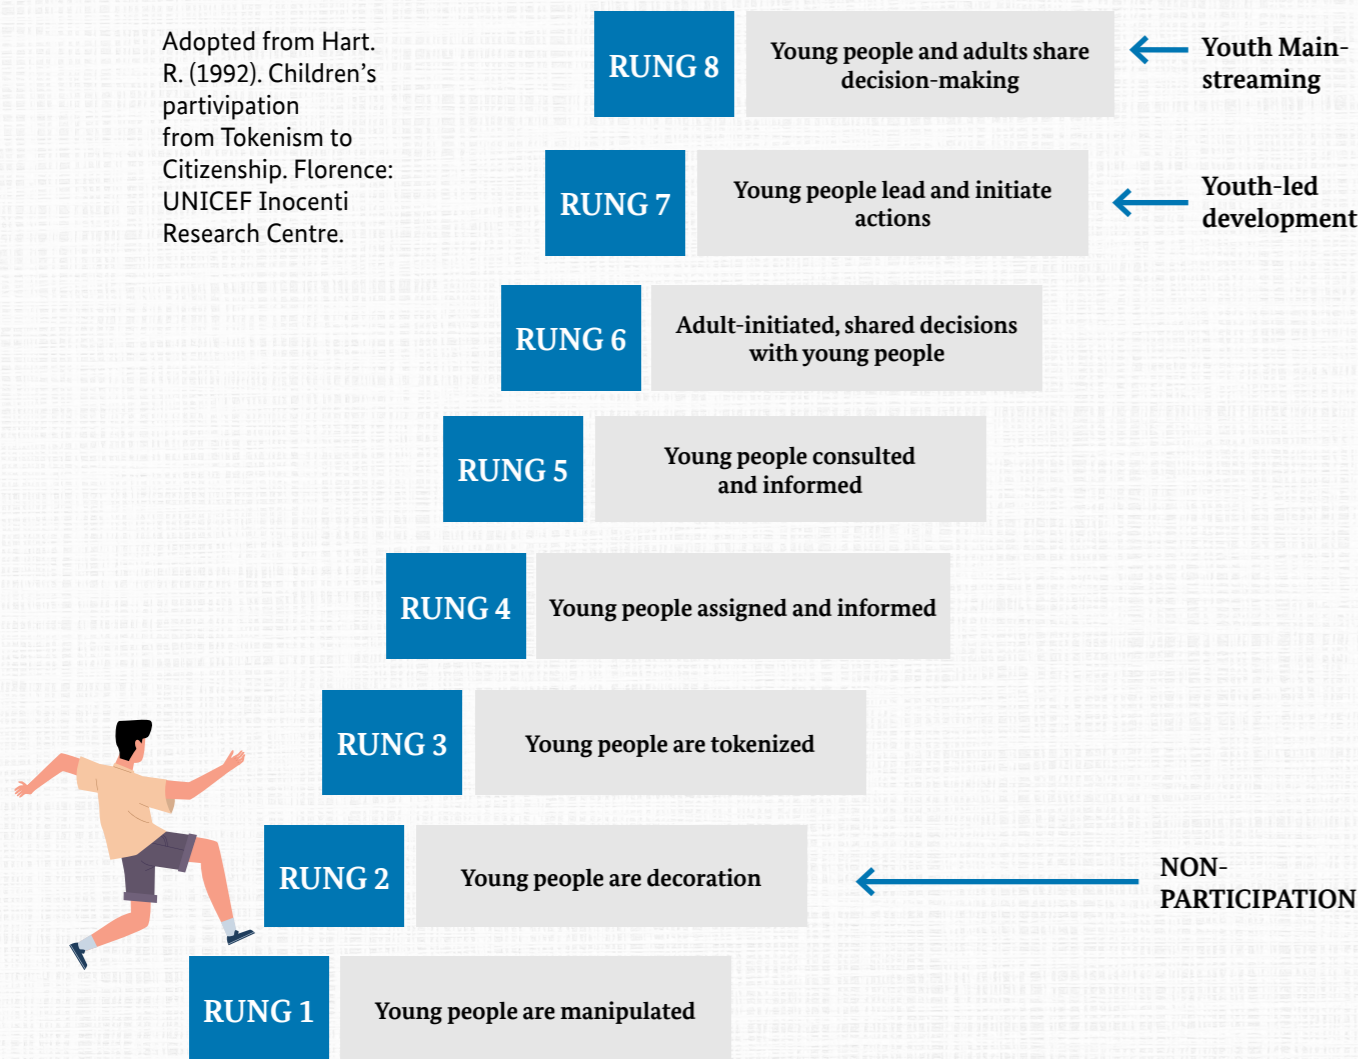 Adopted from Hart.
R. (1992). Children's
partivipation
from Tokenism to
Citizenship. Florence:
UNICEF Inocenti
Research Centre.
RUNG 8
Young people and adults share
decision-making
Youth Main-
streaming
RUNG 7
Young people lead and initiate
actions
Youth-led
development
RUNG 6
Adult-initiated, shared decisions
with young people
RUNG 5
Young people consulted
and informed
RUNG 4
Young people assigned and informed
RUNG 3
Young people are tokenized
RUNG 2
Young people are decoration
NON-
PARTICIPATION
RUNG 1
Young people are manipulated